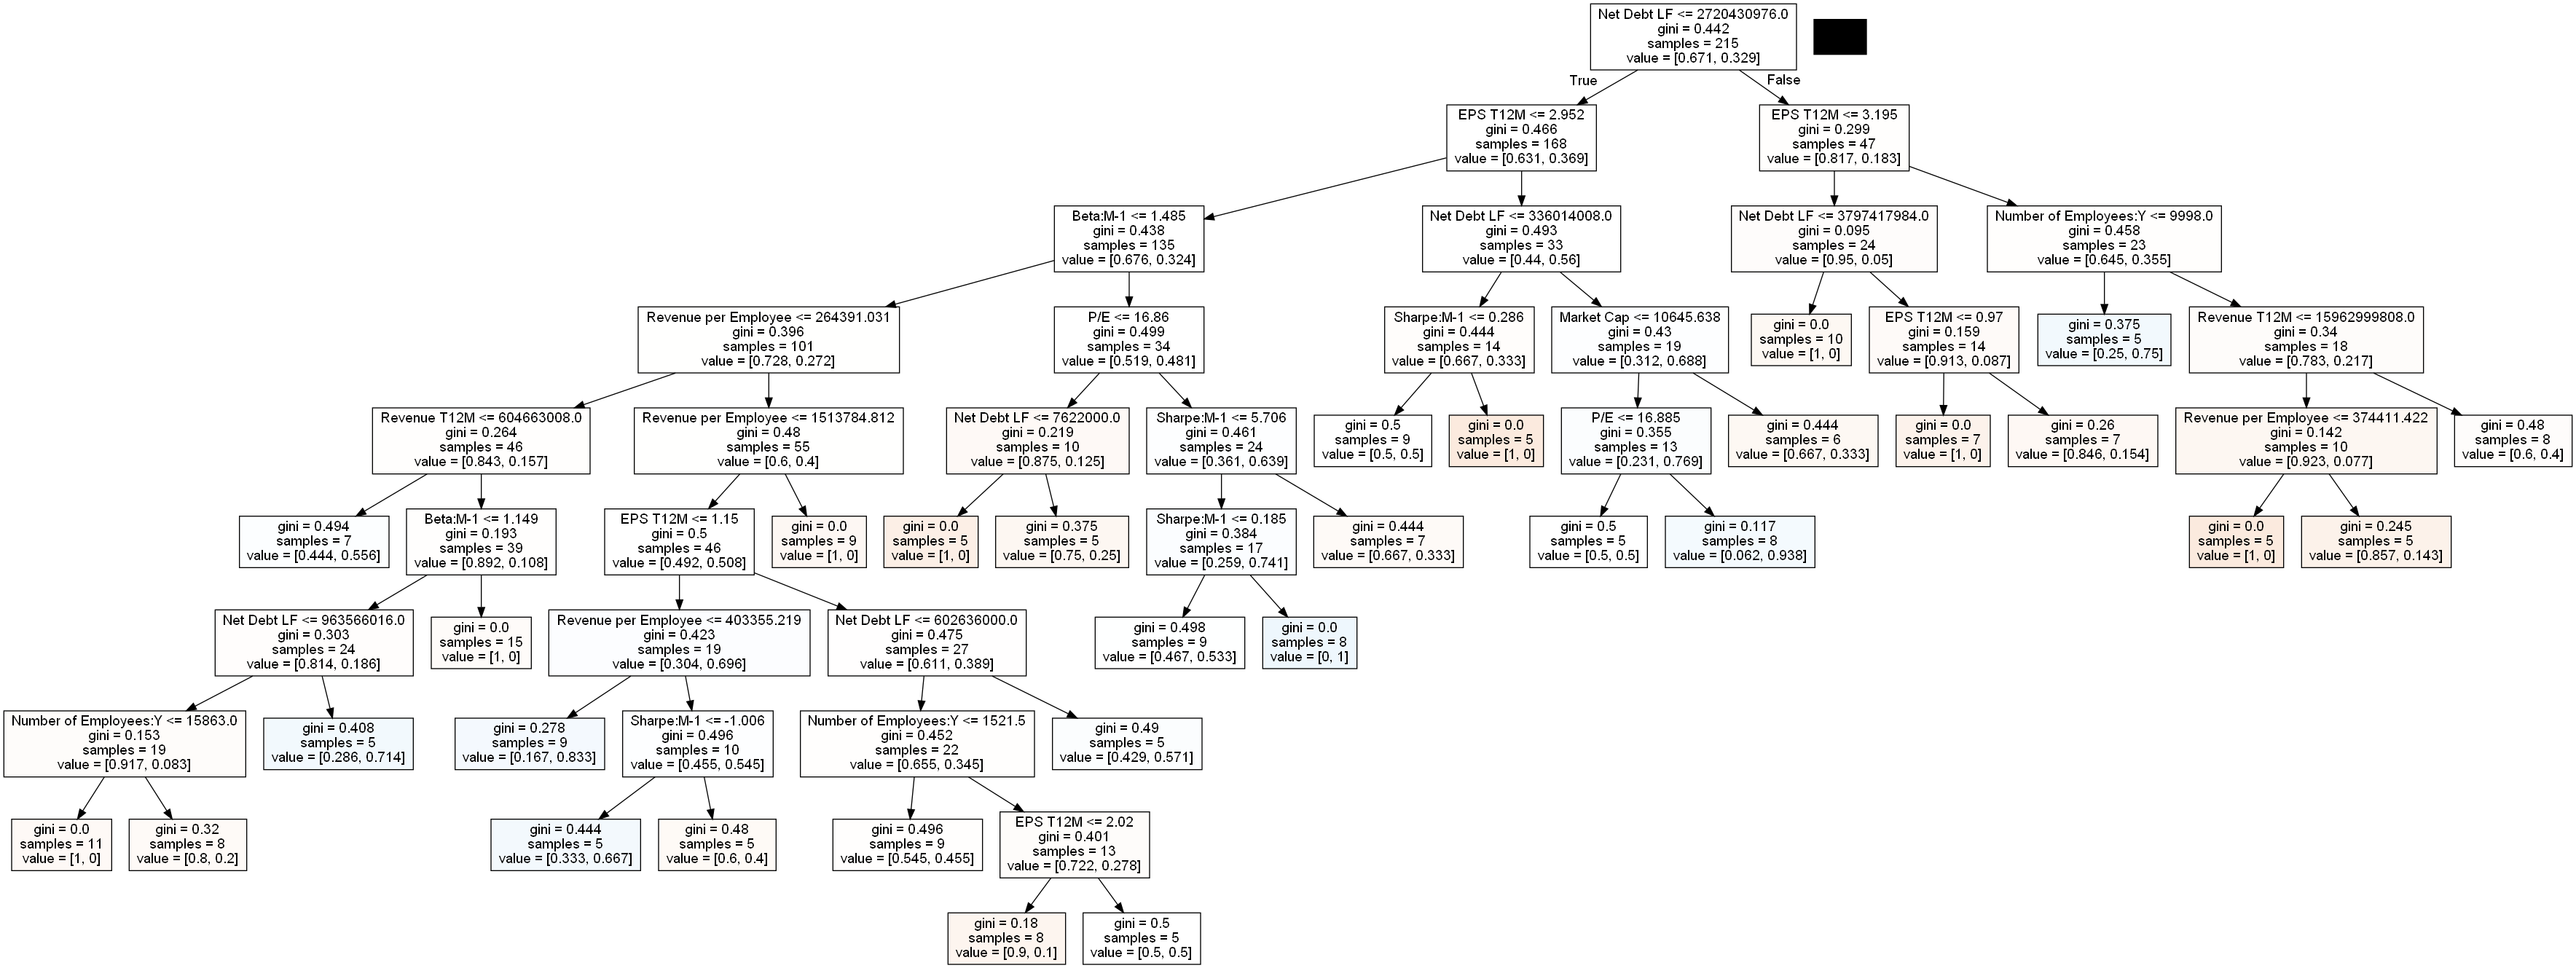 Net Debt LF <= 2720430976.0
gini = 0.442
samples = 215
value = [0.671, 0.329]
True
False
EPS T12M <= 2.952
gini = 0.466
samples = 168
value = [0.631, 0.369]
EPS T12M <= 3.195
gini = 0.299
samples = 47
value = [0.817, 0.183]
Beta:M-1 <= 1.485
gini = 0.438
samples = 135
value = [0.676, 0.324]
Net Debt LF <= 336014008.0
gini = 0.493
samples = 33
value = [0.44, 0.56]
Net Debt LF <= 3797417984.0
gini = 0.095
samples = 24
value = [0.95, 0.05]
Number of Employees:Y <= 9998.0
gini = 0.458
samples = 23
value = [0.645, 0.355]
Revenue per Employee <= 264391.031
gini = 0.396
samples = 101
value = [0.728, 0.272]
P/E <= 16.86
gini = 0.499
samples = 34
value = [0.519, 0.481]
Sharpe:M-1 <= 0.286
gini = 0.444
samples = 14
value = [0.667, 0.333]
Market Cap <= 10645.638
gini = 0.43
samples = 19
value = [0.312, 0.688]
gini = 0.0
samples = 10
value = [1, 0]
EPS T12M <= 0.97
gini = 0.159
samples = 14
value = [0.913, 0.087]
gini = 0.375
samples = 5
value = [0.25, 0.75]
Revenue T12M <= 15962999808.0
gini = 0.34
samples = 18
value = [0.783, 0.217]
Revenue T12M <= 604663008.0
gini = 0.264
samples = 46
value = [0.843, 0.157]
Revenue per Employee <= 1513784.812
gini = 0.48
samples = 55
value = [0.6, 0.4]
Net Debt LF <= 7622000.0
gini = 0.219
samples = 10
value = [0.875, 0.125]
Sharpe:M-1 <= 5.706
gini = 0.461
samples = 24
value = [0.361, 0.639]
gini = 0.5
samples = 9
value = [0.5, 0.5]
gini = 0.0
samples = 5
value = [1, 0]
P/E <= 16.885
gini = 0.355
samples = 13
value = [0.231, 0.769]
gini = 0.444
samples = 6
value = [0.667, 0.333]
gini = 0.0
samples = 7
value = [1, 0]
gini = 0.26
samples = 7
value = [0.846, 0.154]
Revenue per Employee <= 374411.422
gini = 0.142
samples = 10
value = [0.923, 0.077]
gini = 0.48
samples = 8
value = [0.6, 0.4]
gini = 0.494
samples = 7
value = [0.444, 0.556]
Beta:M-1 <= 1.149
gini = 0.193
samples = 39
value = [0.892, 0.108]
EPS T12M <= 1.15
gini = 0.5
samples = 46
value = [0.492, 0.508]
gini = 0.0
samples = 9
value = [1, 0]
gini = 0.0
samples = 5
value = [1, 0]
gini = 0.375
samples = 5
value = [0.75, 0.25]
Sharpe:M-1 <= 0.185
gini = 0.384
samples = 17
value = [0.259, 0.741]
gini = 0.444
samples = 7
value = [0.667, 0.333]
gini = 0.5
samples = 5
value = [0.5, 0.5]
gini = 0.117
samples = 8
value = [0.062, 0.938]
gini = 0.0
samples = 5
value = [1, 0]
gini = 0.245
samples = 5
value = [0.857, 0.143]
Net Debt LF <= 963566016.0
gini = 0.303
samples = 24
value = [0.814, 0.186]
gini = 0.0
samples = 15
value = [1, 0]
Revenue per Employee <= 403355.219
gini = 0.423
samples = 19
value = [0.304, 0.696]
Net Debt LF <= 602636000.0
gini = 0.475
samples = 27
value = [0.611, 0.389]
gini = 0.498
samples = 9
value = [0.467, 0.533]
gini = 0.0
samples = 8
value = [0, 1]
Number of Employees:Y <= 15863.0
gini = 0.153
samples = 19
value = [0.917, 0.083]
gini = 0.408
samples = 5
value = [0.286, 0.714]
gini = 0.278
samples = 9
value = [0.167, 0.833]
Sharpe:M-1 <= -1.006
gini = 0.496
samples = 10
value = [0.455, 0.545]
Number of Employees:Y <= 1521.5
gini = 0.452
samples = 22
value = [0.655, 0.345]
gini = 0.49
samples = 5
value = [0.429, 0.571]
gini = 0.0
samples = 11
value = [1, 0]
gini = 0.32
samples = 8
value = [0.8, 0.2]
gini = 0.444
samples = 5
value = [0.333, 0.667]
gini = 0.48
samples = 5
value = [0.6, 0.4]
gini = 0.496
samples = 9
value = [0.545, 0.455]
EPS T12M <= 2.02
gini = 0.401
samples = 13
value = [0.722, 0.278]
gini = 0.18
samples = 8
value = [0.9, 0.1]
gini = 0.5
samples = 5
value = [0.5, 0.5]